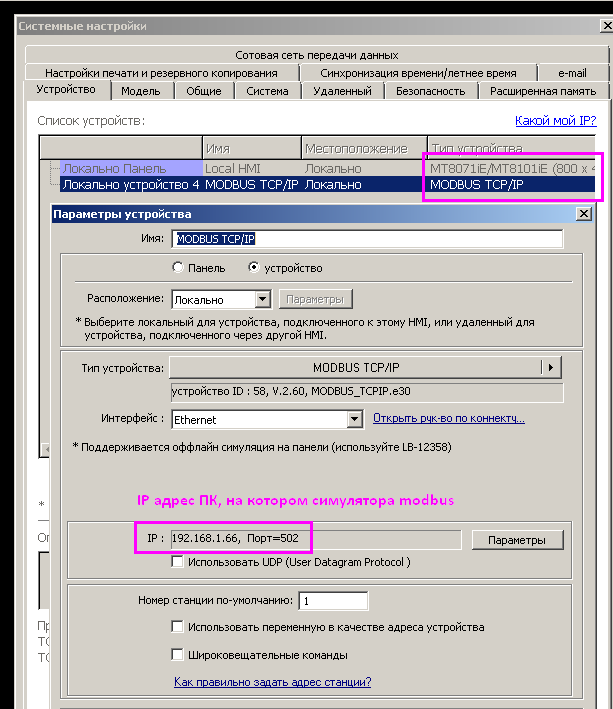 Системные настройки
Сотовая сеть передачи данных
Настройки печати и резервного копирования Синхронизация времени/летнее время e-mail
Устройство Модель Общие Система Удаленный Безопасность Расширенная память
Список устройств: Какой мой IP?
Имя Местоположение Тип устройства
Локально Панель Local HMI Локально MT8071iE/MT8101iE (800 x 4
Локально устройство 4 MODBUS TCP/IP Локально MODBUS TCP/IP
Параметры устройства
Имя: MODBUS TCP/IP
Панель устройство
Расположение: Локально Параметры
* Выберите локальный для устройства, подключенного к этому HMI, или удаленный для
устройства, подключенного через другой HMI.
Тип устройства: MODBUS TCP/IP
устройство ID : 58, V.2.60, MODBUS_TCPIP.e30
Интерфейс : Ethernet Открыть рук-во по коннекту...
* Поддерживается оффлайн симуляция на панели (используйте LB-12358)
IP адрес ПК, на котором симулятора modbus
*
IP : 192.168.1.66, Порт=502 Параметры
Оп
Использовать UDP (User Datagram Protocol )
Номер станции по-умолчанию: 1
Пр
Использовать переменную в качестве адреса устройства
TC
TC
Широковещательные команды
Как правильно задать адрес станции?